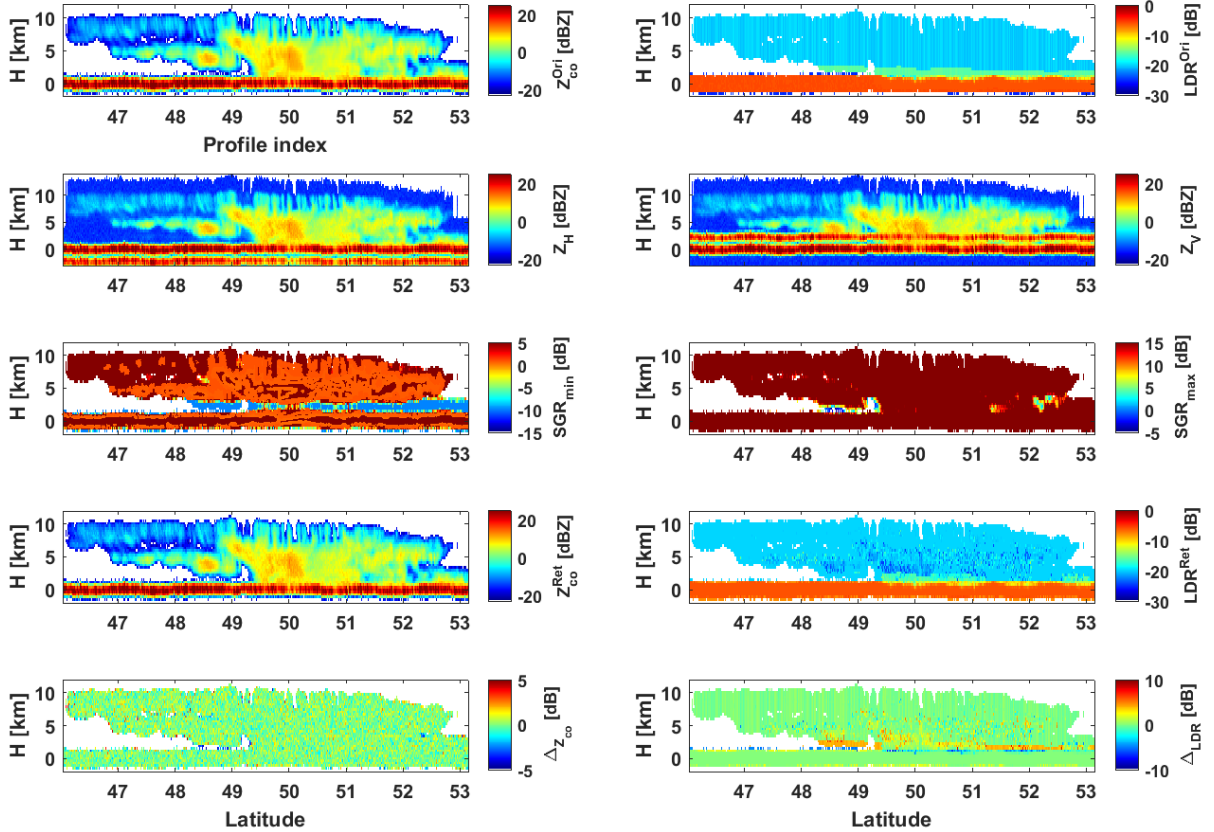 H [km]
10
5
0
47 48 49 50 51 52 53
Profile index
20
0
-20
Z_co^Ori [dBZ]
H [km]
10
5
0
47 48 49 50 51 52 53
0
-10
-20
-30
LDR^Ori [dB]
H [km]
10
5
0
47 48 49 50 51 52 53
20
0
-20
Z_H [dBZ]
H [km]
10
5
0
47 48 49 50 51 52 53
20
0
-20
Z_V [dBZ]
H [km]
10
5
0
47 48 49 50 51 52 53
5
0
-5
-10
-15
SGR_min [dB]
H [km]
10
5
0
47 48 49 50 51 52 53
15
10
5
0
-5
SGR_max [dB]
H [km]
10
5
0
47 48 49 50 51 52 53
20
0
-20
Z_co^Ret [dBZ]
H [km]
10
5
0
47 48 49 50 51 52 53
0
-10
-20
-30
LDR^Ret [dB]
H [km]
10
5
0
47 48 49 50 51 52 53
Latitude
5
0
-5
△_Z_co [dB]
H [km]
10
5
0
47 48 49 50 51 52 53
Latitude
10
0
-10
△_LDR [dB]